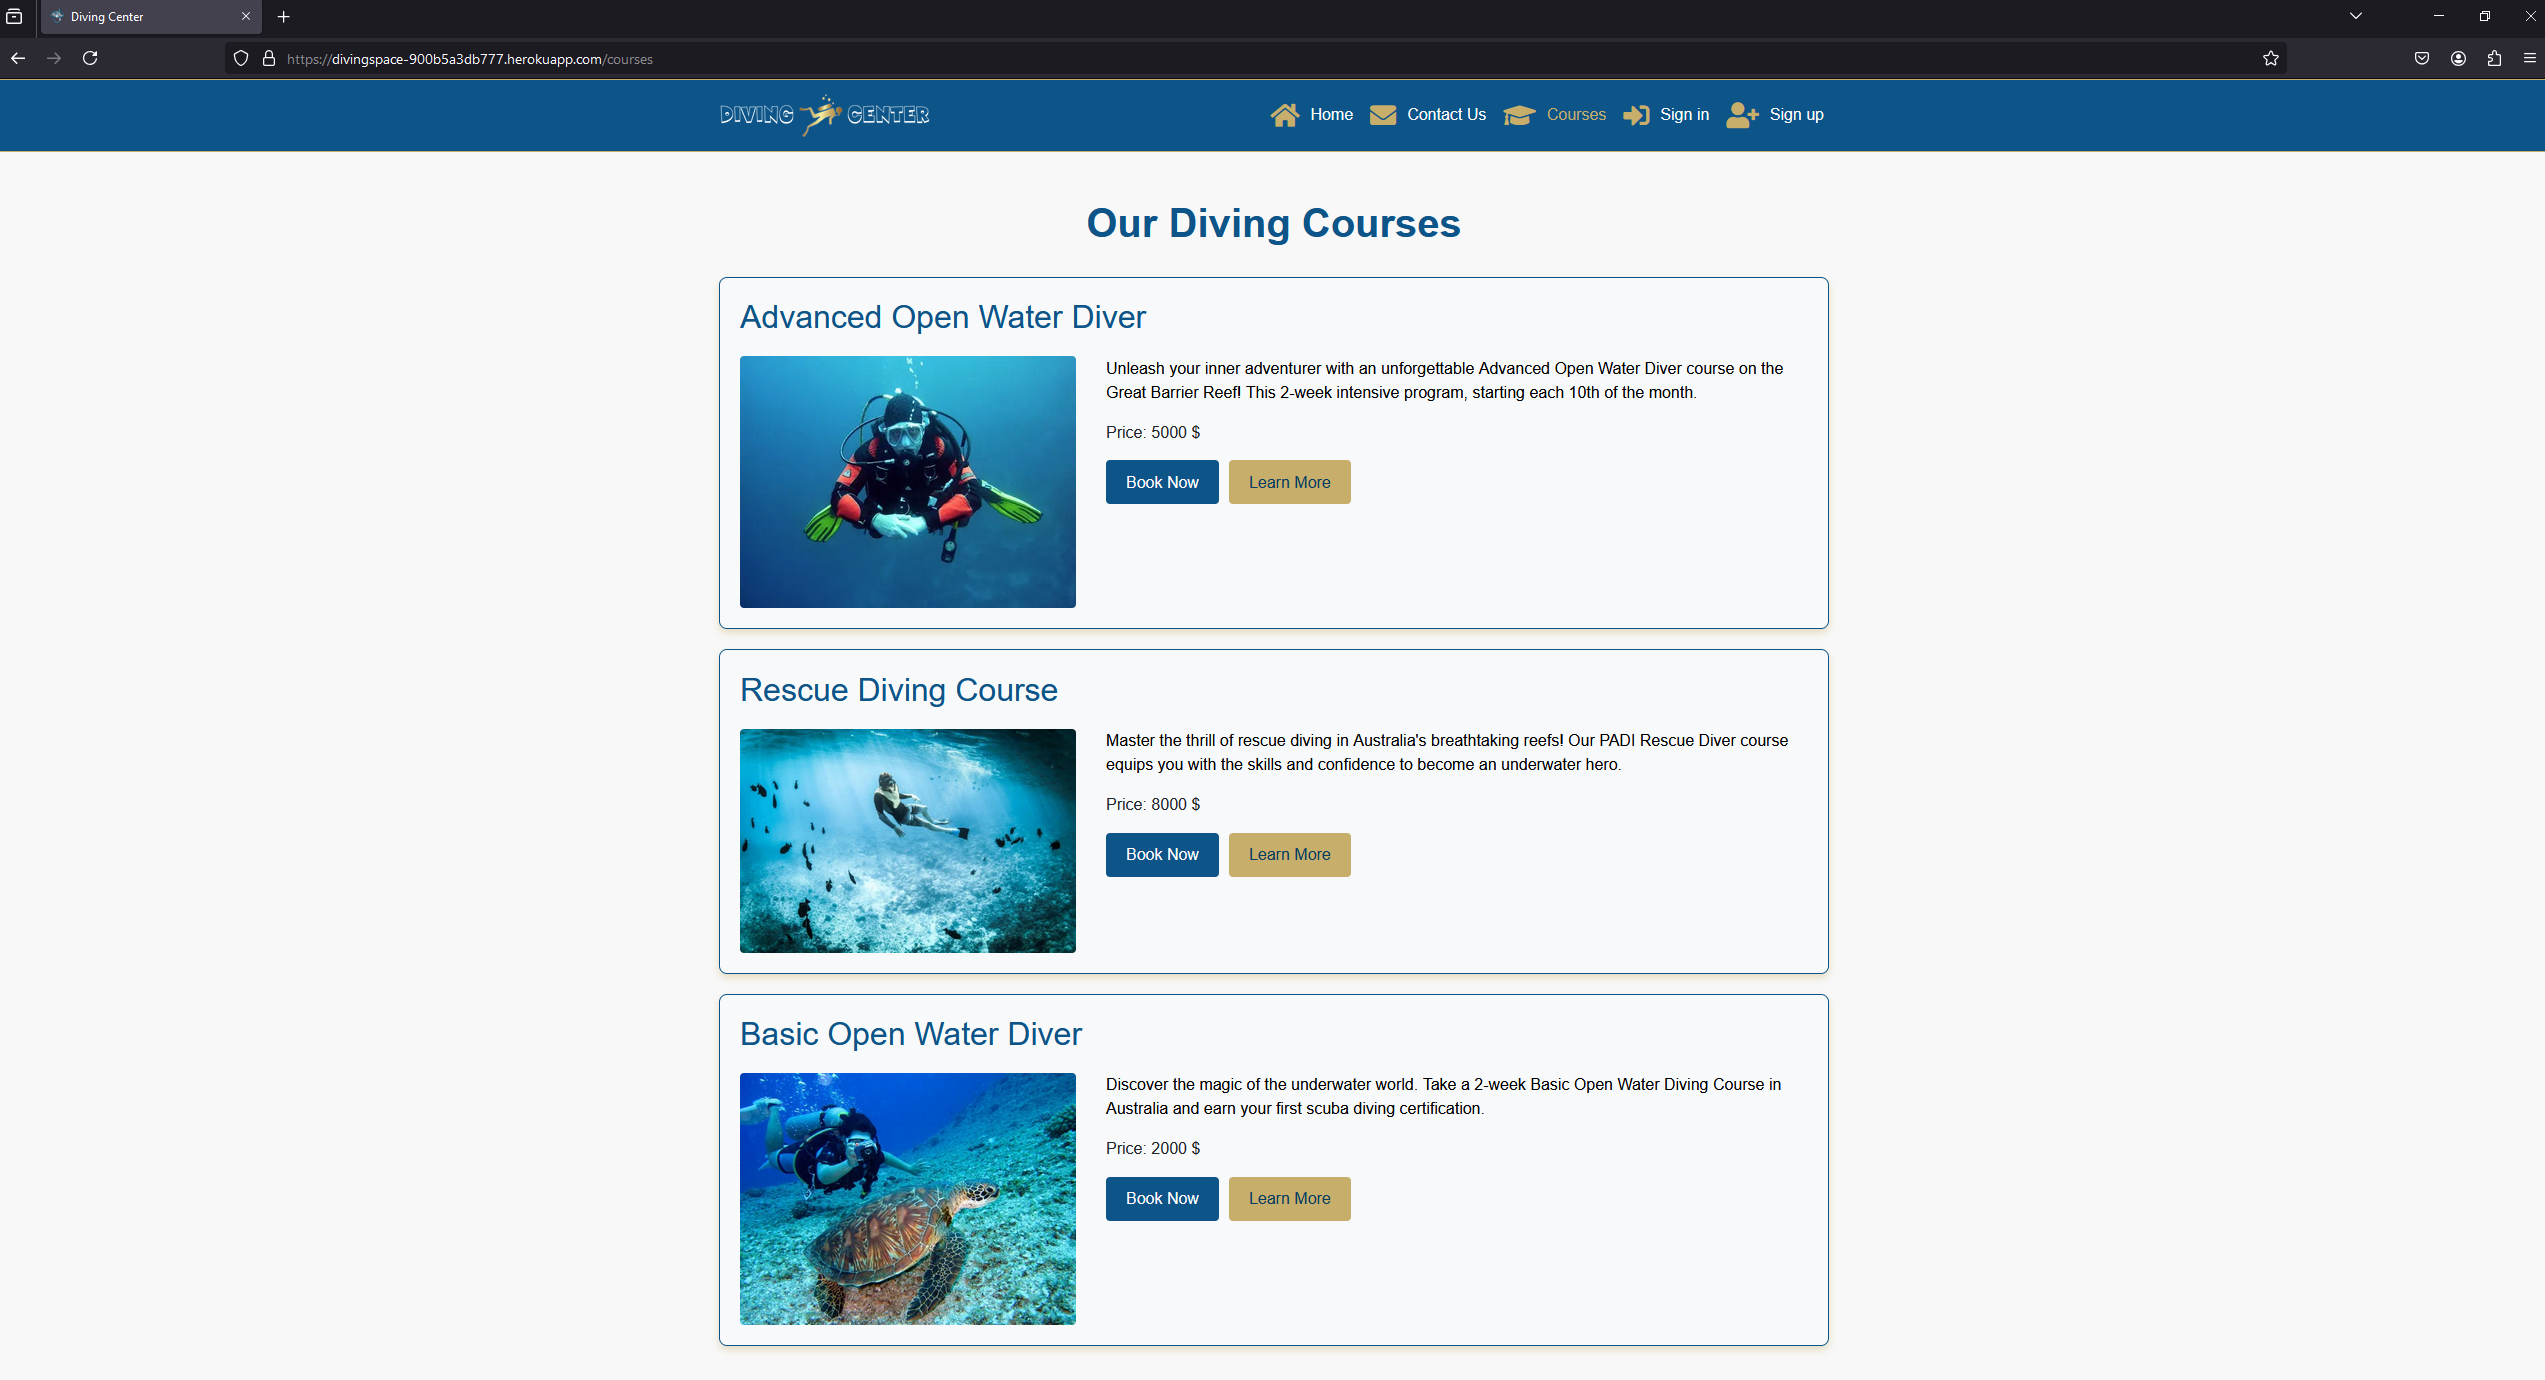 Diving Center
https://divingspace-900b5a3db777.herokuapp.com/courses
DIVING CENTER
Home Contact Us Courses Sign in Sign up
Our Diving Courses
Advanced Open Water Diver
Unleash your inner adventurer with an unforgettable Advanced Open Water Diver course on the
Great Barrier Reef! This 2-week intensive program, starting each 10th of the month.
Price: 5000 $
Book Now Learn More
Rescue Diving Course
Master the thrill of rescue diving in Australia's breathtaking reefs! Our PADI Rescue Diver course
equips you with the skills and confidence to become an underwater hero.
Price: 8000 $
Book Now Learn More
Basic Open Water Diver
Discover the magic of the underwater world. Take a 2-week Basic Open Water Diving Course in
Australia and earn your first scuba diving certification.
Price: 2000 $
Book Now Learn More